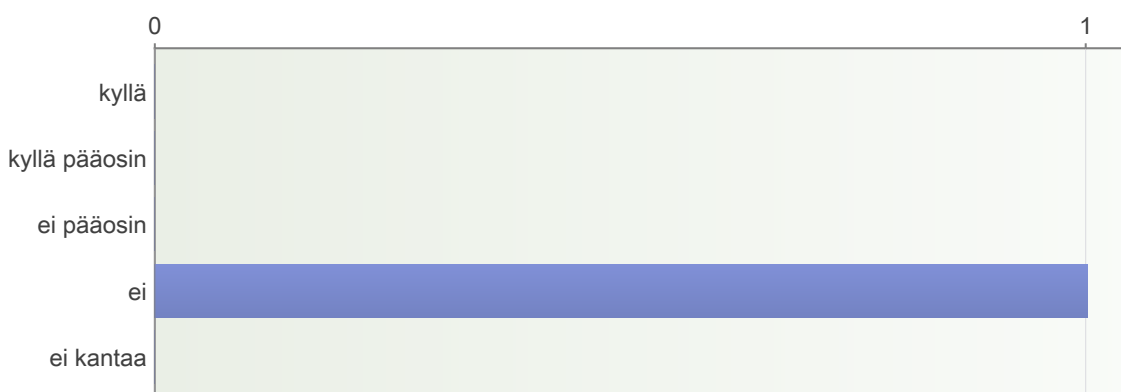 0 1
kyllä
kyllä pääosin
ei pääosin
ei
ei kantaa